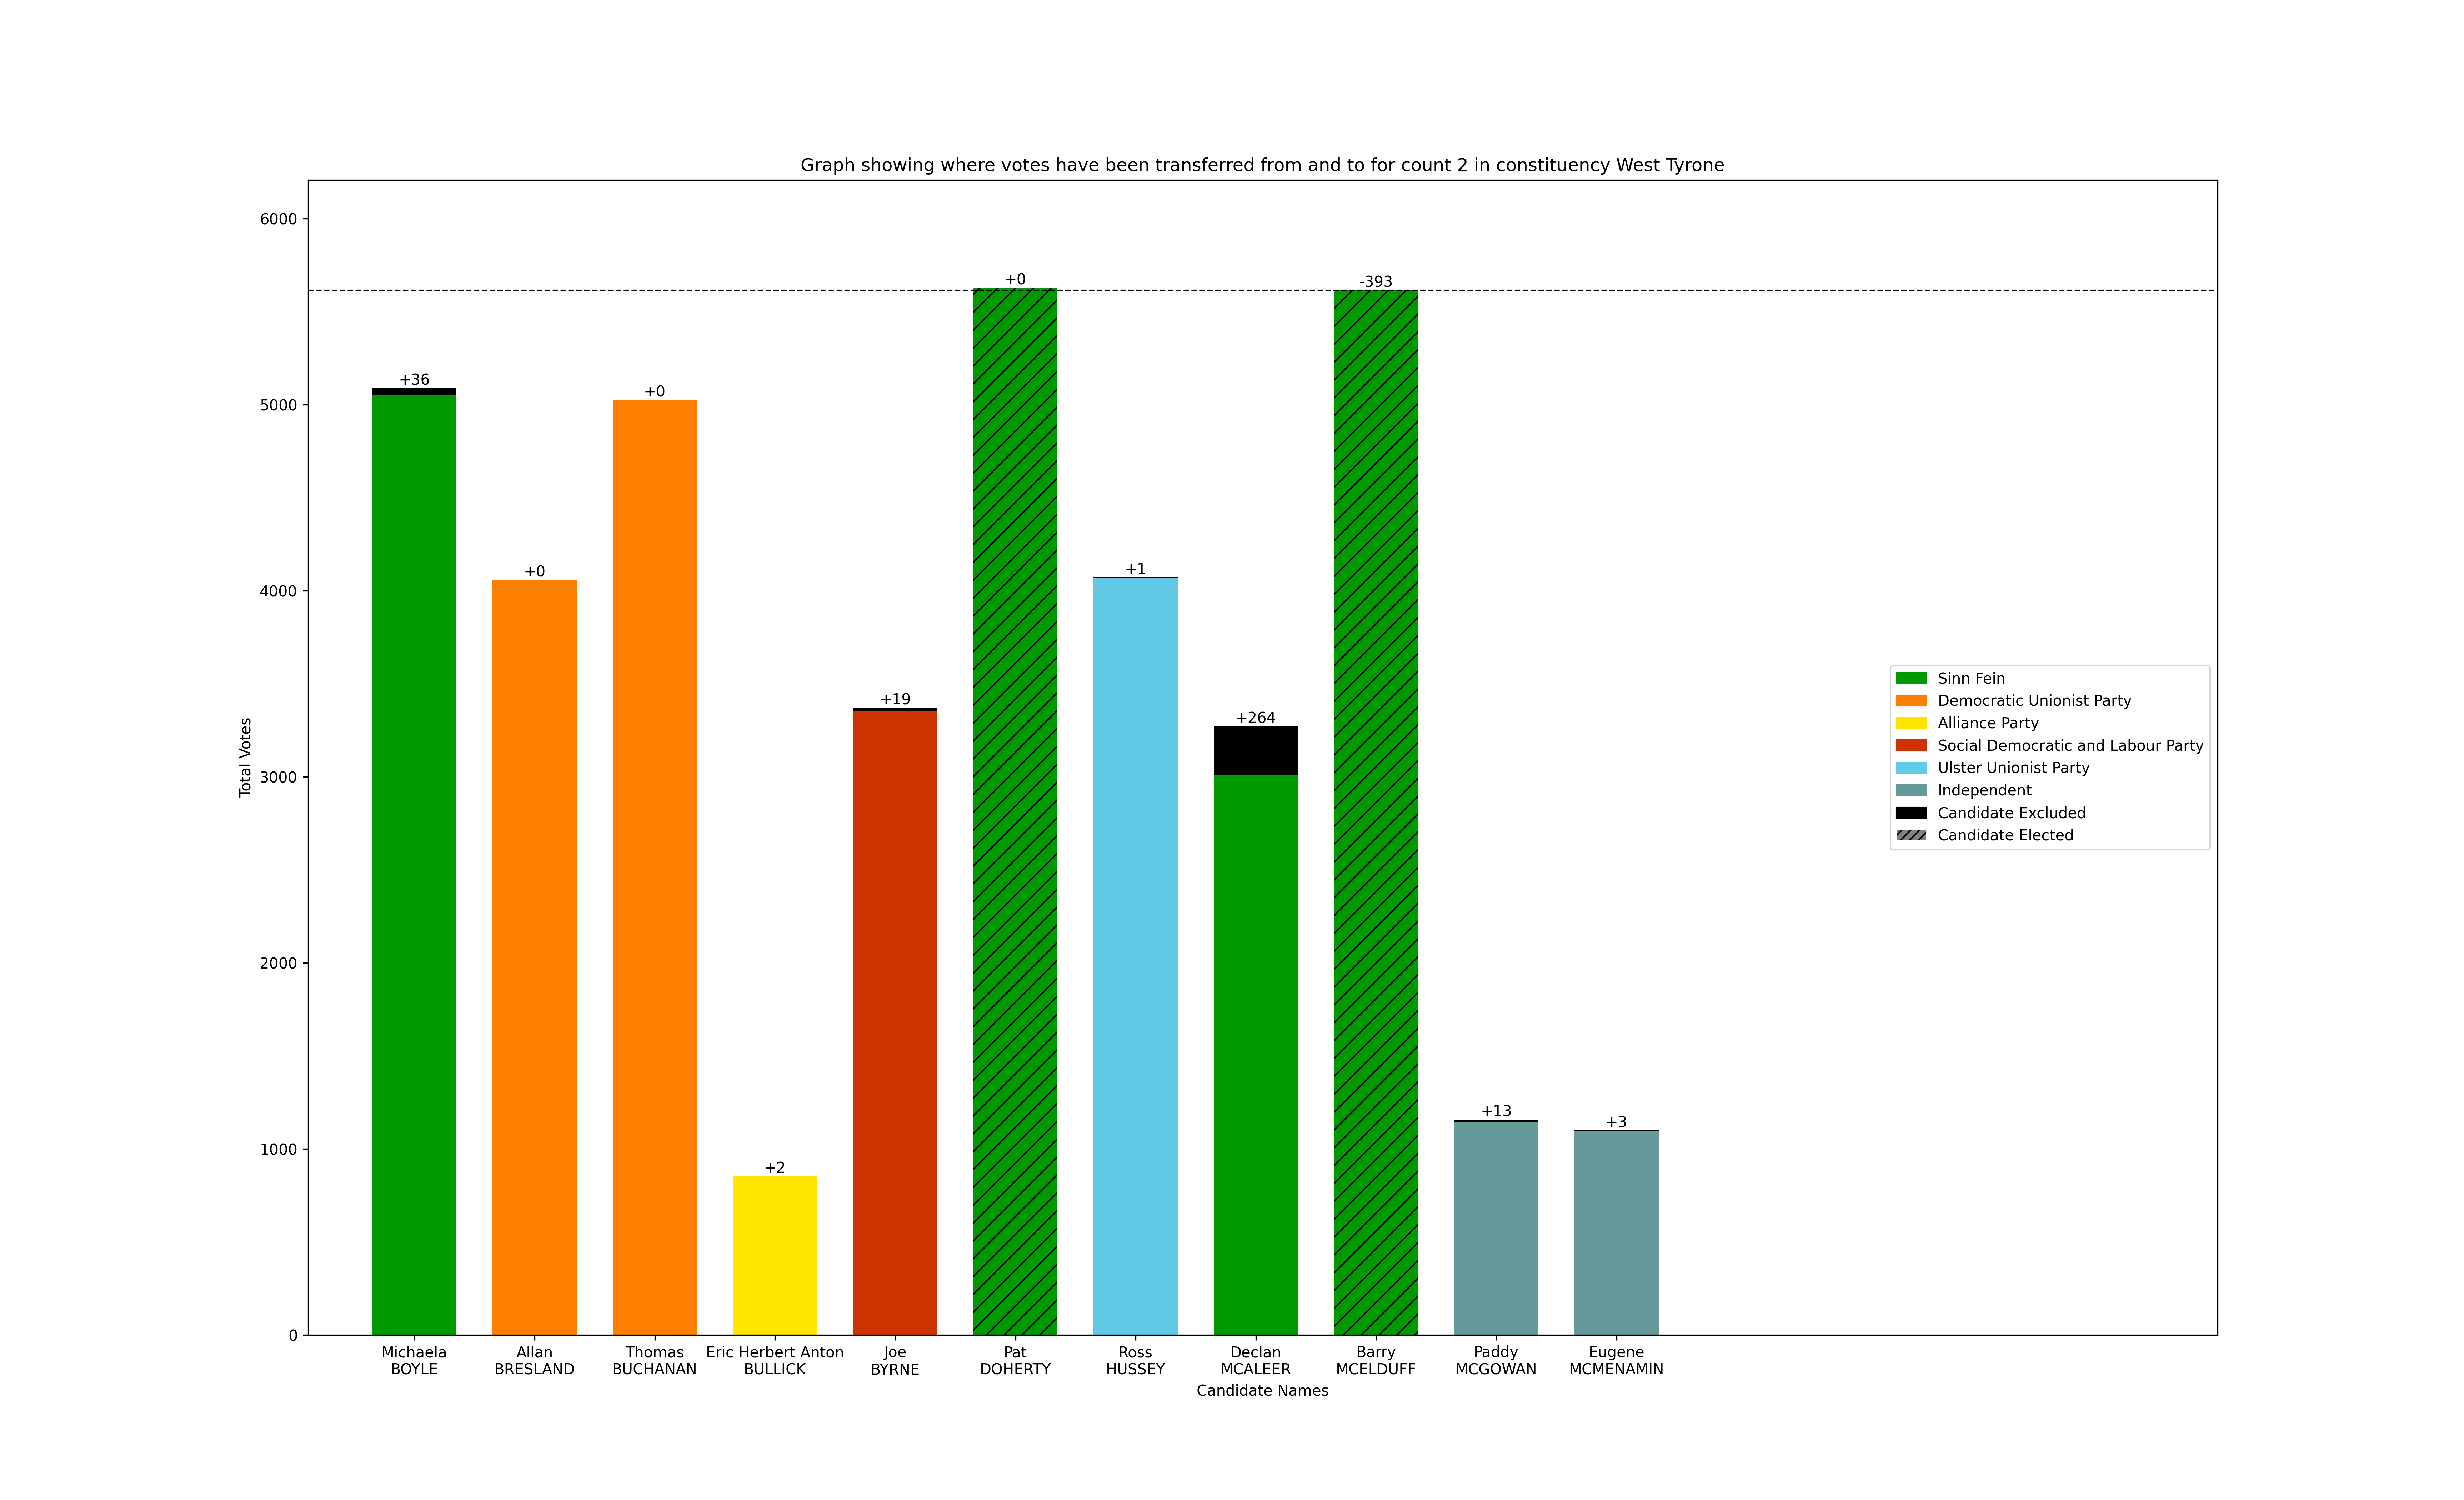 Graph showing where votes have been transferred from and to for count 2 in constituency West Tyrone
Total Votes
6000
5000
4000
3000
2000
1000
0
+36
+0
+0
+2
+19
+0
+1
+264
-393
+13
+3
Michaela
BOYLE
Allan
BRESLAND
Thomas
BUCHANAN
Eric Herbert Anton
BULLICK
Joe
BYRNE
Pat
DOHERTY
Ross
HUSSEY
Declan
MCALEER
Barry
MCELDUFF
Paddy
MCGOWAN
Eugene
MCMENAMIN
Candidate Names
Sinn Fein
Democratic Unionist Party
Alliance Party
Social Democratic and Labour Party
Ulster Unionist Party
Independent
Candidate Excluded
Candidate Elected